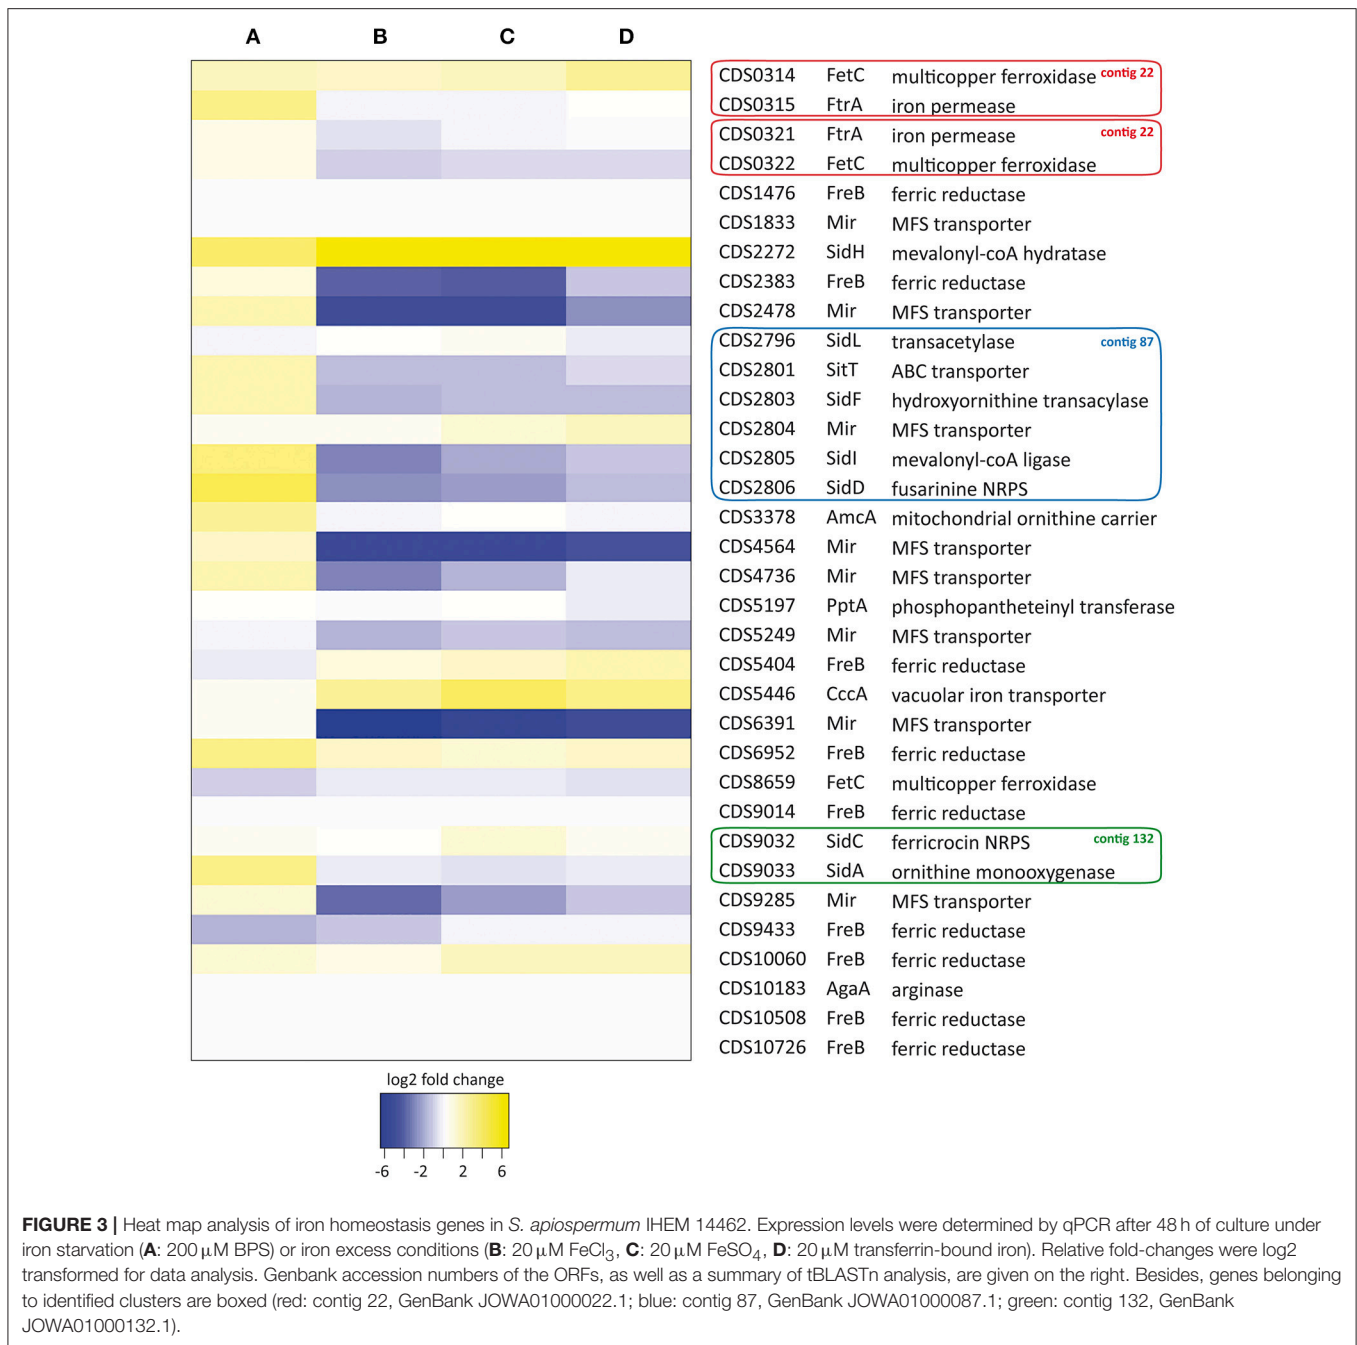 A B C D
CDS0314 FetC multicopper ferroxidase contig 22
CDS0315 FtrA iron permease
CDS0321 FtrA iron permease contig 22
CDS0322 FetC multicopper ferroxidase
CDS1476 FreB ferric reductase
CDS1833 Mir MFS transporter
CDS2272 SidH mevalonyl-coA hydratase
CDS2383 FreB ferric reductase
CDS2478 Mir MFS transporter
CDS2796 SidL transacetylase contig 87
CDS2801 SitT ABC transporter
CDS2803 SidF hydroxyornithine transacylase
CDS2804 Mir MFS transporter
CDS2805 SidI mevalonyl-coA ligase
CDS2806 SidD fusarinine NRPS
CDS3378 AmcA mitochondrial ornithine carrier
CDS4564 Mir MFS transporter
CDS4736 Mir MFS transporter
CDS5197 PptA phosphopantheteinyl transferase
CDS5249 Mir MFS transporter
CDS5404 FreB ferric reductase
CDS5446 CccA vacuolar iron transporter
CDS6391 Mir MFS transporter
CDS6952 FreB ferric reductase
CDS8659 FetC multicopper ferroxidase
CDS9014 FreB ferric reductase
CDS9032 SidC ferricrocin NRPS contig 132
CDS9033 SidA ornithine monooxygenase
CDS9285 Mir MFS transporter
CDS9433 FreB ferric reductase
CDS10060 FreB ferric reductase
CDS10183 AgaA arginase
CDS10508 FreB ferric reductase
CDS10726 FreB ferric reductase
log2 fold change
-6 -2 2 6
FIGURE 3 | Heat map analysis of iron homeostasis genes in S. apiospermum IHEM 14462. Expression levels were determined by qPCR after 48 h of culture under
iron starvation (A: 200 μM BPS) or iron excess conditions (B: 20 μM FeCl3, C: 20 μM FeSO4, D: 20 μM transferrin-bound iron). Relative fold-changes were log2
transformed for data analysis. Genbank accession numbers of the ORFs, as well as a summary of tBLASTn analysis, are given on the right. Besides, genes belonging
to identified clusters are boxed (red: contig 22, GenBank JOWA01000022.1; blue: contig 87, GenBank JOWA01000087.1; green: contig 132, GenBank
JOWA01000132.1).